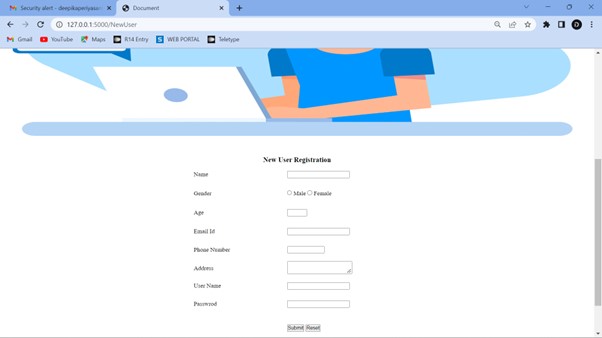 Security alert - deepikaperiyasa
Document
127.0.0.1:5000/NewUser
D
Gmail YouTube Maps R14 Entry WEB PORTAL Teletype
New User Registration
Name
Gender Male Female
Age
Email Id
Phone Number
Address
User Name
Password
Submit Reset